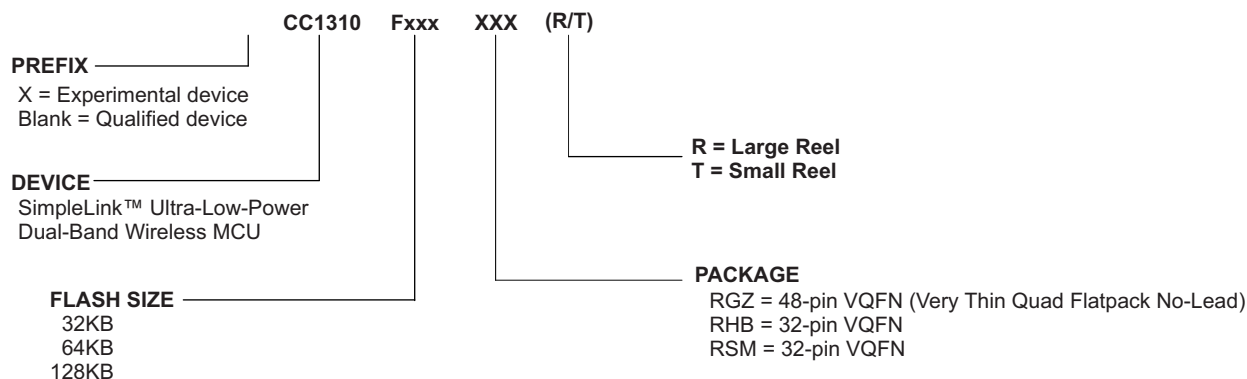 CC1310 Fxxx XXX (R/T)
PREFIX
X = Experimental device
Blank = Qualified device
R = Large Reel
T = Small Reel
DEVICE
SimpleLink™ Ultra-Low-Power
Dual-Band Wireless MCU
PACKAGE
RGZ = 48-pin VQFN (Very Thin Quad Flatpack No-Lead)
RHB = 32-pin VQFN
RSM = 32-pin VQFN
FLASH SIZE
32KB
64KB
128KB